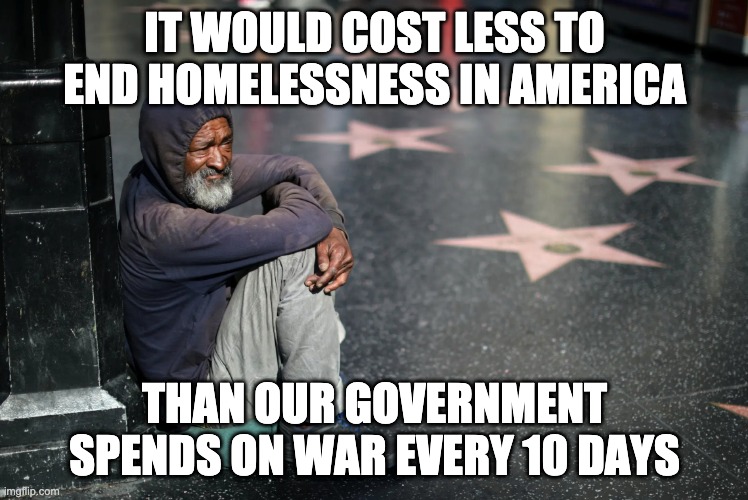 IT WOULD COST LESS TO
END HOMELESSNESS IN AMERICA
THAN OUR GOVERNMENT
SPENDS ON WAR EVERY 10 DAYS
imgflip.com